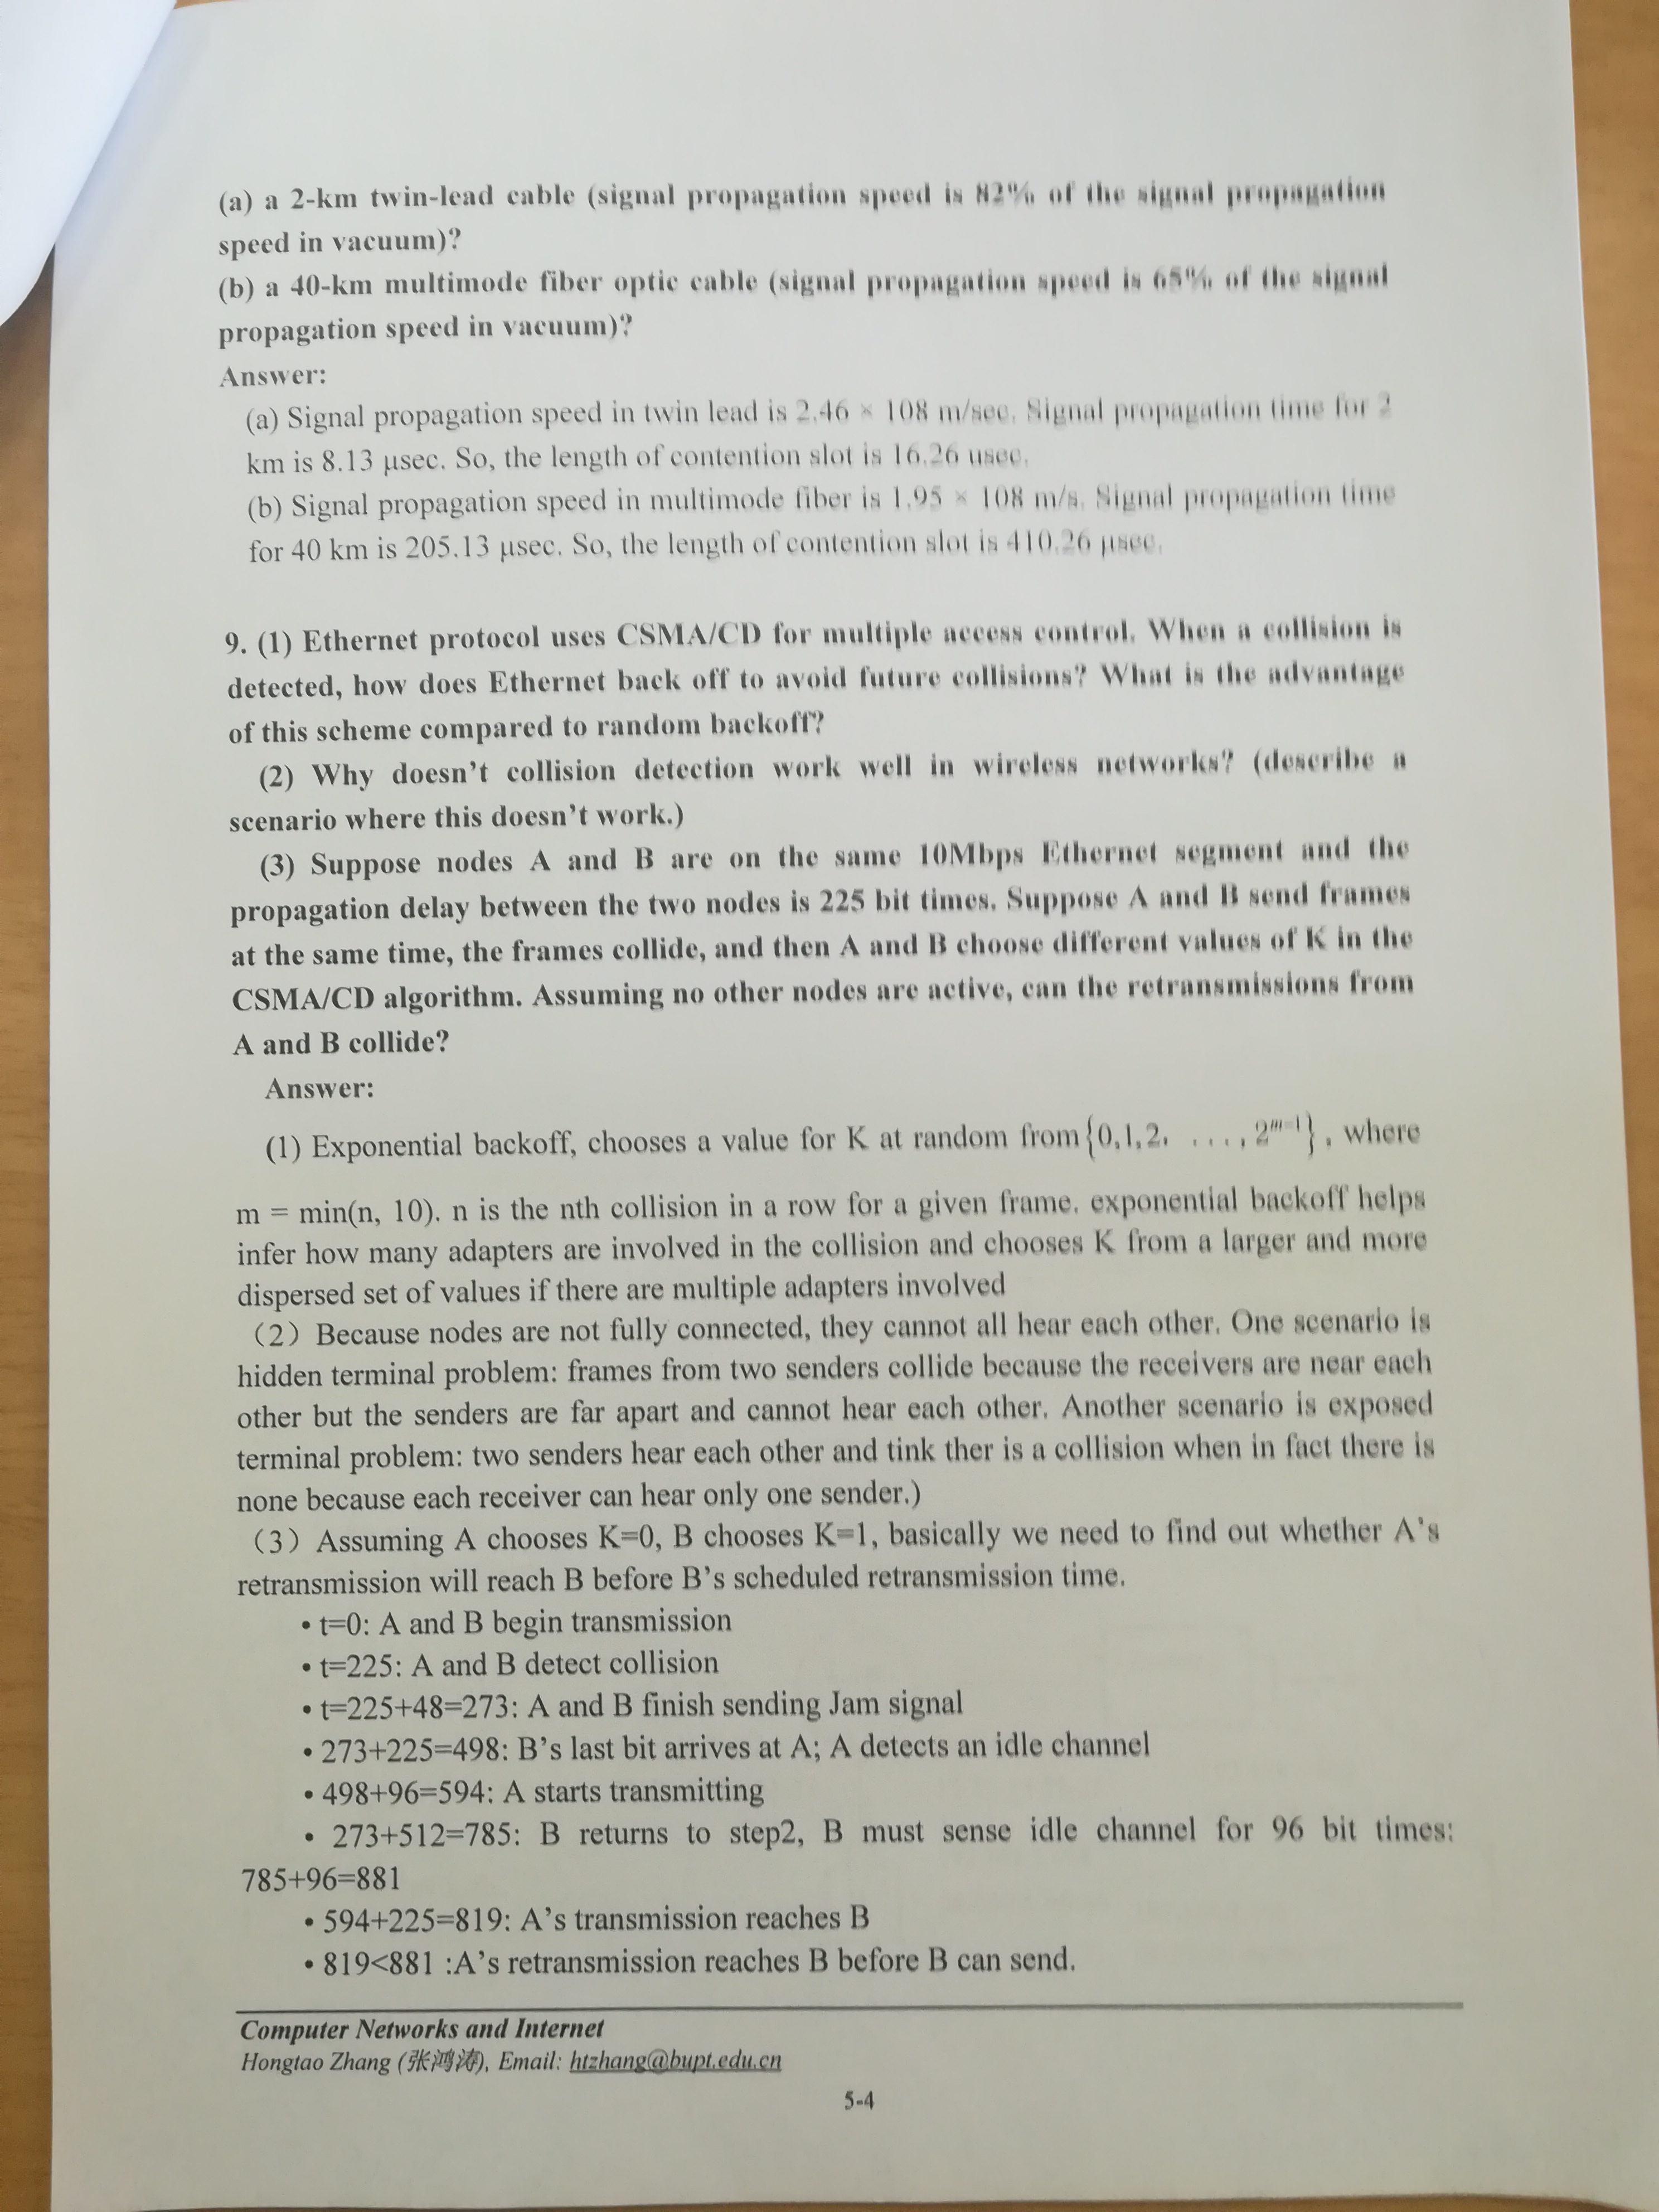 (a) a 2-km twin-lead cable (signal propagation speed is 82% of the signal propagation
speed in vacuum)?
(b) a 40-km multimode fiber optic cable (signal propagation speed is 65% of the signal
propagation speed in vacuum)?
Answer:
(a) Signal propagation speed in twin lead is 2.46 × 108 m/sec. Signal propagation time for 2
km is 8.13 μsec. So, the length of contention slot is 16.26 usec.
(b) Signal propagation speed in multimode fiber is 1.95 × 108 m/s. Signal propagation time
for 40 km is 205.13 μsec. So, the length of contention slot is 410.26 μsec.
9. (1) Ethernet protocol uses CSMA/CD for multiple access control. When a collision is
detected, how does Ethernet back off to avoid future collisions? What is the advantage
of this scheme compared to random backoff?
(2) Why doesn't collision detection work well in wireless networks? (describe a
scenario where this doesn't work.)
(3) Suppose nodes A and B are on the same 10Mbps Ethernet segment and the
propagation delay between the two nodes is 225 bit times. Suppose A and B send frames
at the same time, the frames collide, and then A and B choose different values of K in the
CSMA/CD algorithm. Assuming no other nodes are active, can the retransmissions from
A and B collide?
Answer:
(1) Exponential backoff, chooses a value for K at random from {0,1,2, ..., 2^{m-1}}, where
m = min(n, 10). n is the nth collision in a row for a given frame. exponential backoff helps
infer how many adapters are involved in the collision and chooses K from a larger and more
dispersed set of values if there are multiple adapters involved
（2）Because nodes are not fully connected, they cannot all hear each other. One scenario is
hidden terminal problem: frames from two senders collide because the receivers are near each
other but the senders are far apart and cannot hear each other. Another scenario is exposed
terminal problem: two senders hear each other and tink ther is a collision when in fact there is
none because each receiver can hear only one sender.)
（3）Assuming A chooses K=0, B chooses K=1, basically we need to find out whether A's
retransmission will reach B before B's scheduled retransmission time.
• t=0: A and B begin transmission
• t=225: A and B detect collision
• t=225+48=273: A and B finish sending Jam signal
• 273+225=498: B's last bit arrives at A; A detects an idle channel
• 498+96=594: A starts transmitting
• 273+512=785: B returns to step2, B must sense idle channel for 96 bit times:
785+96=881
• 594+225=819: A's transmission reaches B
• 819<881 :A's retransmission reaches B before B can send.
Computer Networks and Internet
Hongtao Zhang (张鸿涛), Email: htzhang@bupt.edu.cn
5-4